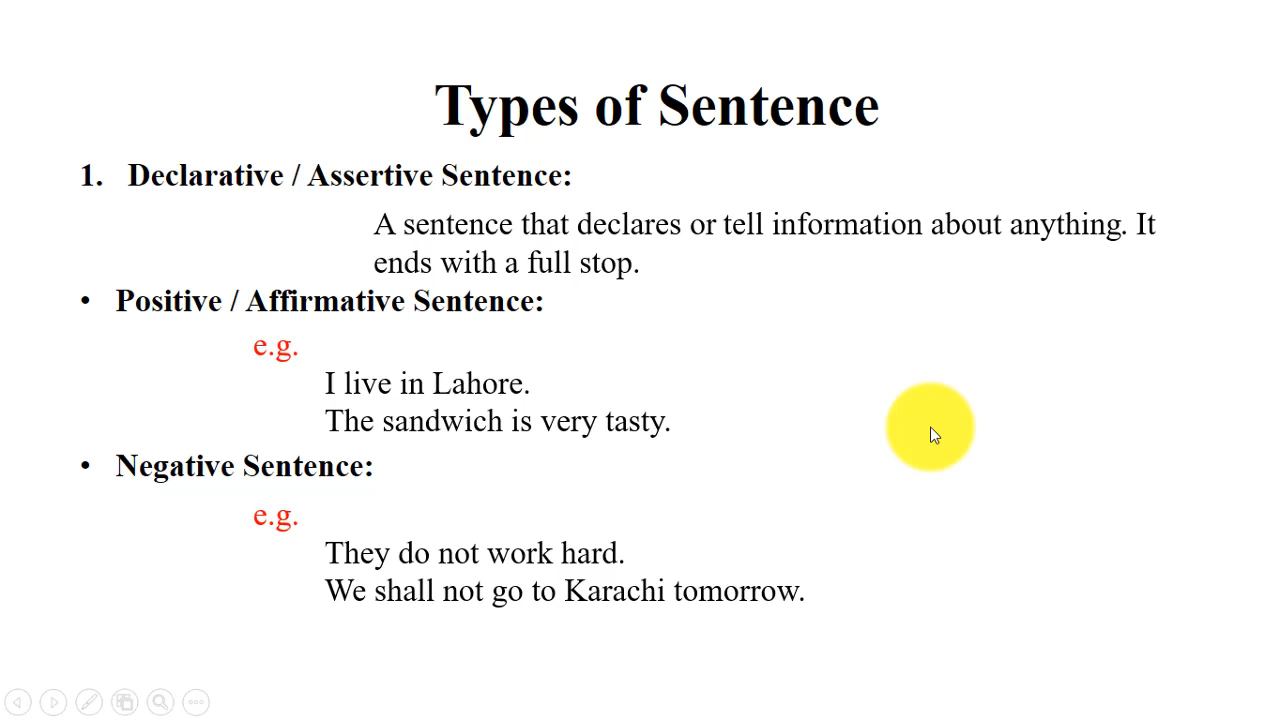 Types of Sentence
1. Declarative / Assertive Sentence:
A sentence that declares or tell information about anything. It
ends with a full stop.
• Positive / Affirmative Sentence:
e.g.
I live in Lahore.
The sandwich is very tasty.
• Negative Sentence:
e.g.
They do not work hard.
We shall not go to Karachi tomorrow.